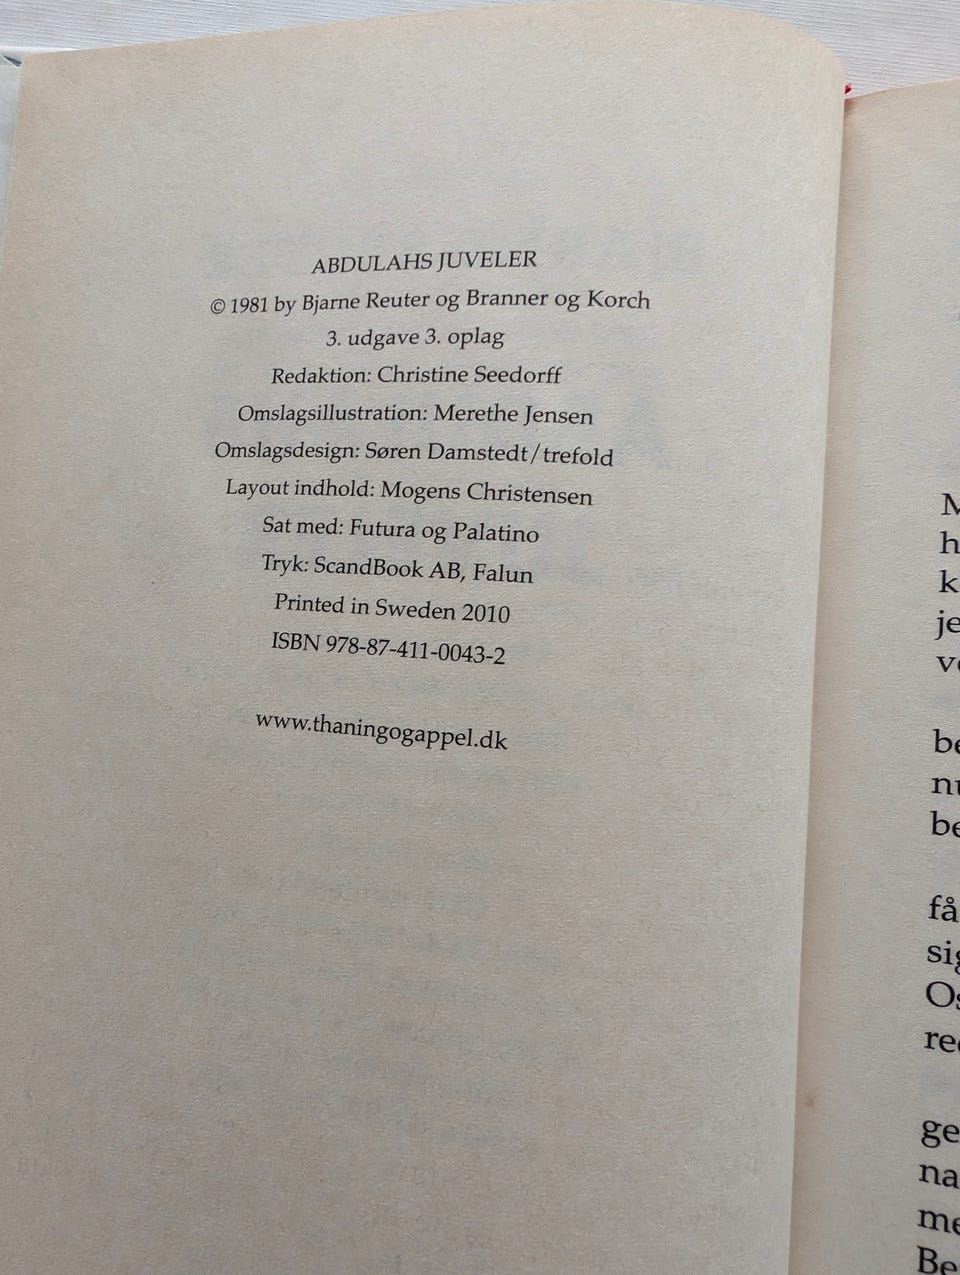 ABDULAHS JUVELER
© 1981 by Bjarne Reuter og Branner og Korch
3. udgave 3. oplag
Redaktion: Christine Seedorff
Omslagsillustration: Merethe Jensen
Omslagsdesign: Søren Damstedt/trefold
Layout indhold: Mogens Christensen
Sat med: Futura og Palatino
Tryk: ScandBook AB, Falun
Printed in Sweden 2010
ISBN 978-87-411-0043-2
www.thaningogappel.dk